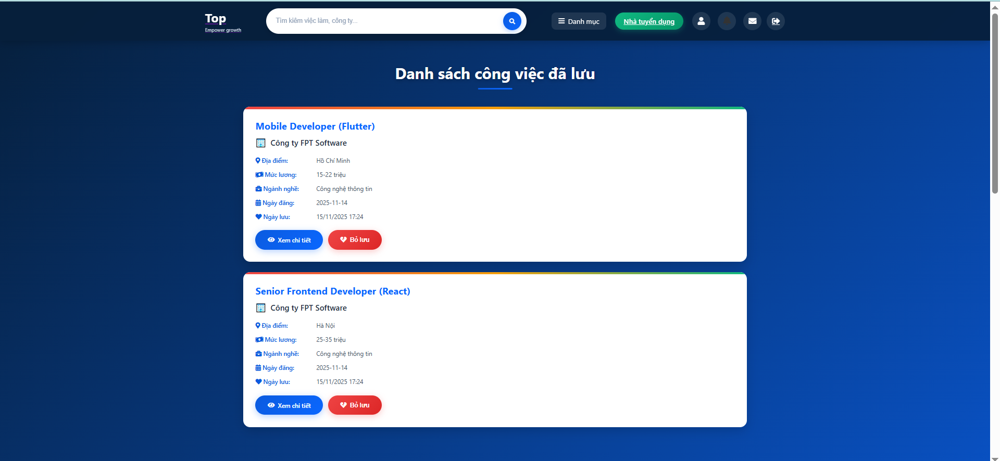 Top
Empower growth
Tìm kiếm việc làm, công ty...
Danh mục
Nhà tuyển dụng
Danh sách công việc đã lưu
Mobile Developer (Flutter)
Công ty FPT Software
Địa điểm: Hồ Chí Minh
Mức lương: 15-22 triệu
Ngành nghề: Công nghệ thông tin
Ngày đăng: 2025-11-14
Ngày lưu: 15/11/2025 17:24
Xem chi tiết Bỏ lưu
Senior Frontend Developer (React)
Công ty FPT Software
Địa điểm: Hà Nội
Mức lương: 25-35 triệu
Ngành nghề: Công nghệ thông tin
Ngày đăng: 2025-11-14
Ngày lưu: 15/11/2025 17:24
Xem chi tiết Bỏ lưu